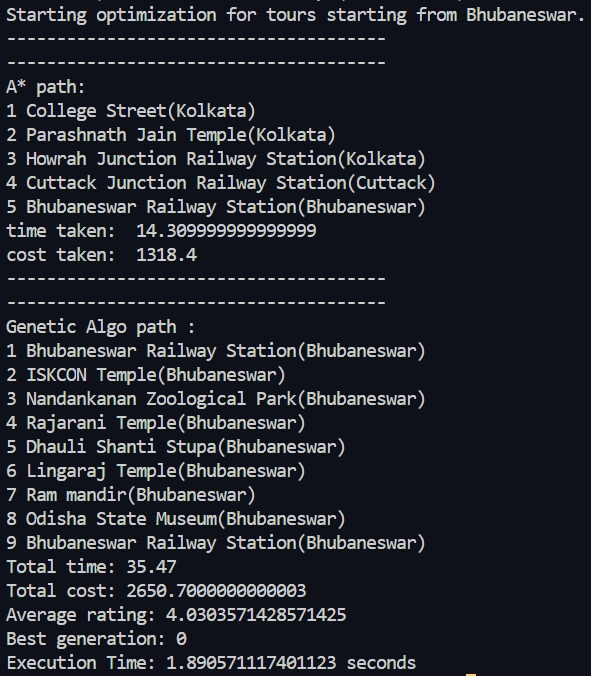 Starting optimization for tours starting from Bhubaneswar.
--------------------------------------
--------------------------------------
A* path:
1 College Street(Kolkata)
2 Parashnath Jain Temple(Kolkata)
3 Howrah Junction Railway Station(Kolkata)
4 Cuttack Junction Railway Station(Cuttack)
5 Bhubaneswar Railway Station(Bhubaneswar)
time taken:  14.309999999999999
cost taken:  1318.4
--------------------------------------
--------------------------------------
Genetic Algo path :
1 Bhubaneswar Railway Station(Bhubaneswar)
2 ISKCON Temple(Bhubaneswar)
3 Nandankanan Zoological Park(Bhubaneswar)
4 Rajarani Temple(Bhubaneswar)
5 Dhauli Shanti Stupa(Bhubaneswar)
6 Lingaraj Temple(Bhubaneswar)
7 Ram mandir(Bhubaneswar)
8 Odisha State Museum(Bhubaneswar)
9 Bhubaneswar Railway Station(Bhubaneswar)
Total time: 35.47
Total cost: 2650.7000000000003
Average rating: 4.0303571428571425
Best generation: 0
Execution Time: 1.890571117401123 seconds